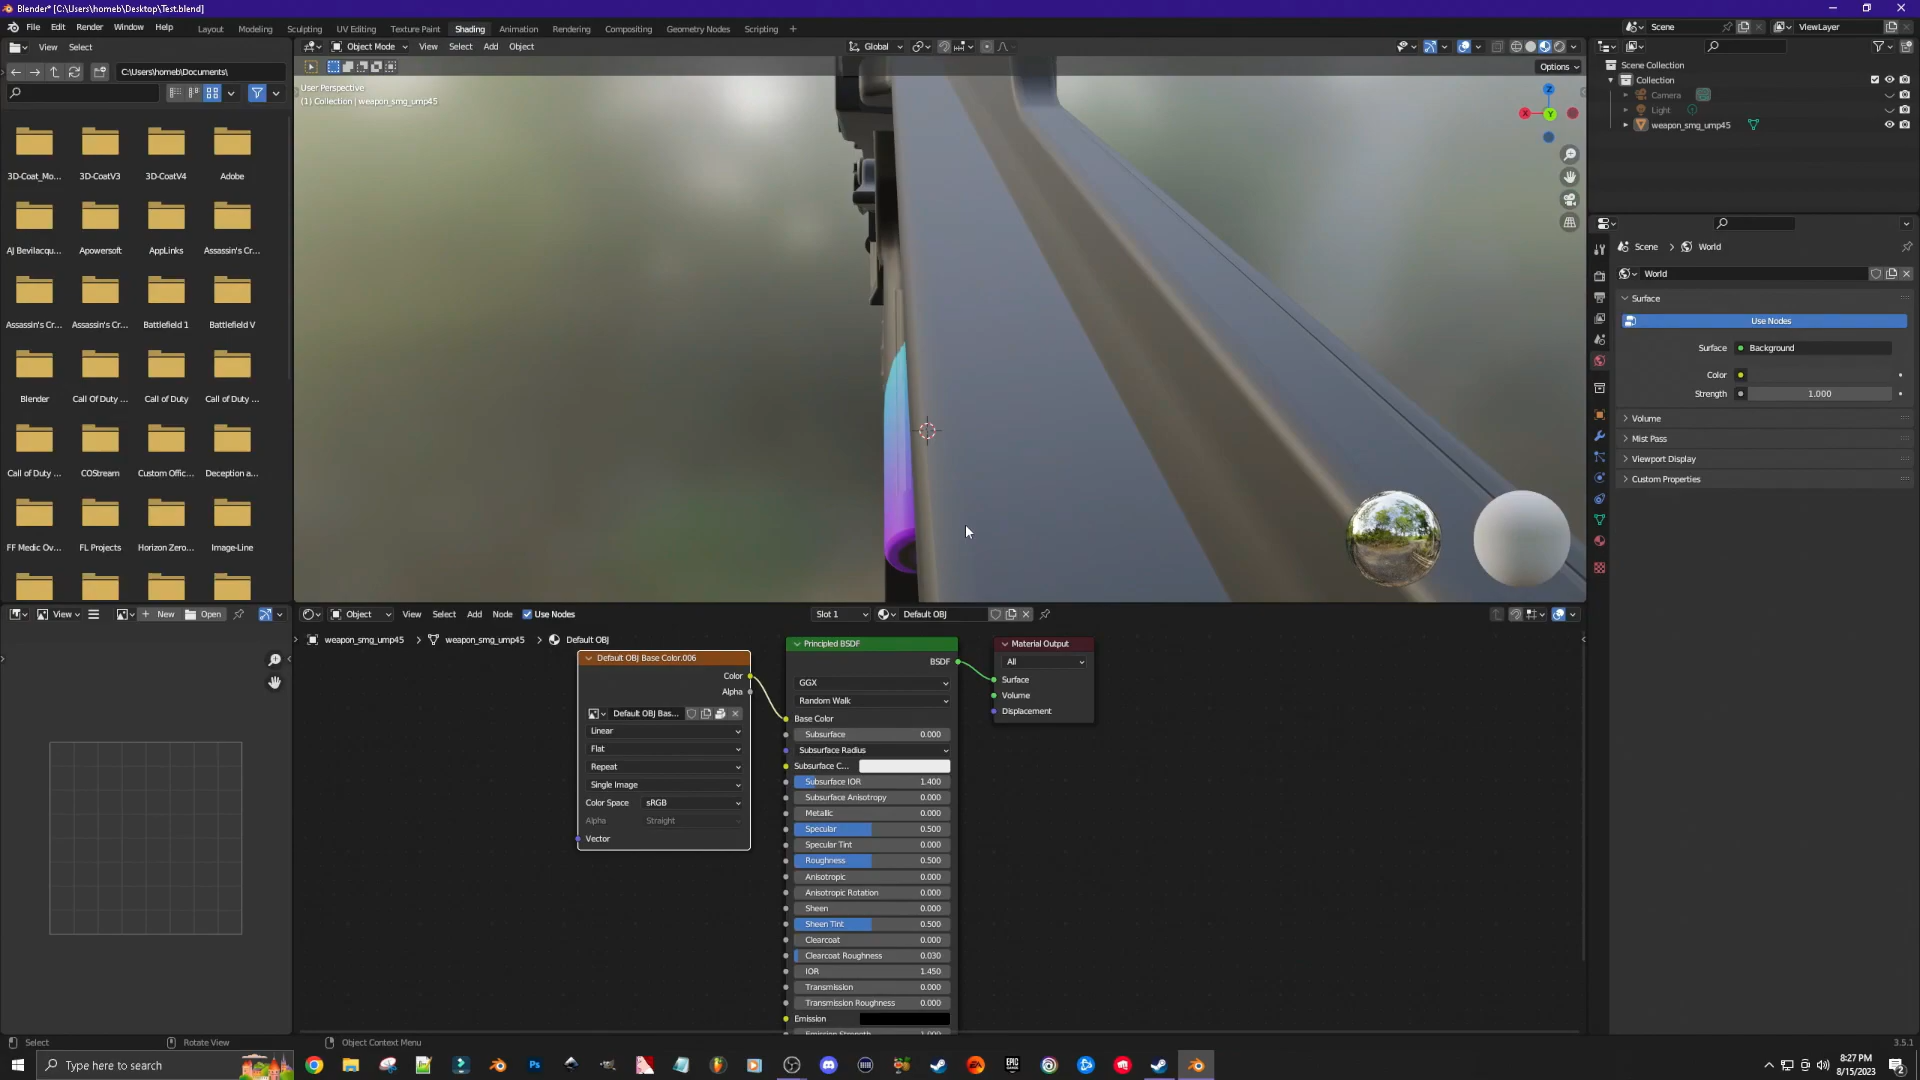 Blender* [C:\Users\homeb\Desktop\Test.blend]
File Edit Render Window Help
Layout Modeling Sculpting UV Editing Texture Paint Shading Animation Rendering Compositing Geometry Nodes Scripting +
Scene
ViewLayer
View Select
Object Mode View Select Add Object
Global
C:\Users\homeb\Documents\
Options
User Perspective
(1) Collection | weapon_smg_ump45
Z
X
Y
Scene Collection
Collection
Camera
Light
weapon_smg_ump45
3D-Coat_Mo... 3D-CoatV3 3D-CoatV4 Adobe
AJ Bevilacqu... Apowersoft AppLinks Assassin's Cr...
Assassin's Cr... Assassin's Cr... Battlefield 1 Battlefield V
Blender Call Of Duty ... Call of Duty Call of Duty ...
Call of Duty ... COStream Custom Offic... Deception a...
FF Medic Ov... FL Projects Horizon Zero... Image-Line
Scene > World
World
Surface
Use Nodes
Surface Background
Color
Strength 1.000
Volume
Mist Pass
Viewport Display
Custom Properties
View New Open
Object View Select Add Node Use Nodes
Slot 1 Default OBJ
weapon_smg_ump45 > weapon_smg_ump45 > Default OBJ
Default OBJ Base Color.006
Color
Alpha
Default OBJ Bas...
Linear
Flat
Repeat
Single Image
Color Space sRGB
Alpha Straight
Vector
Principled BSDF
BSDF
GGX
Random Walk
Base Color
Subsurface 0.000
Subsurface Radius
Subsurface C...
Subsurface IOR 1.400
Subsurface Anisotropy 0.000
Metallic 0.000
Specular 0.500
Specular Tint 0.000
Roughness 0.500
Anisotropic 0.000
Anisotropic Rotation 0.000
Sheen 0.000
Sheen Tint 0.500
Clearcoat 0.000
Clearcoat Roughness 0.030
IOR 1.450
Transmission 0.000
Transmission Roughness 0.000
Emission
Emission Strength 1.000
Material Output
All
Surface
Volume
Displacement
Select Rotate View Object Context Menu
3.5.1
Type here to search
8:27 PM
8/15/2023